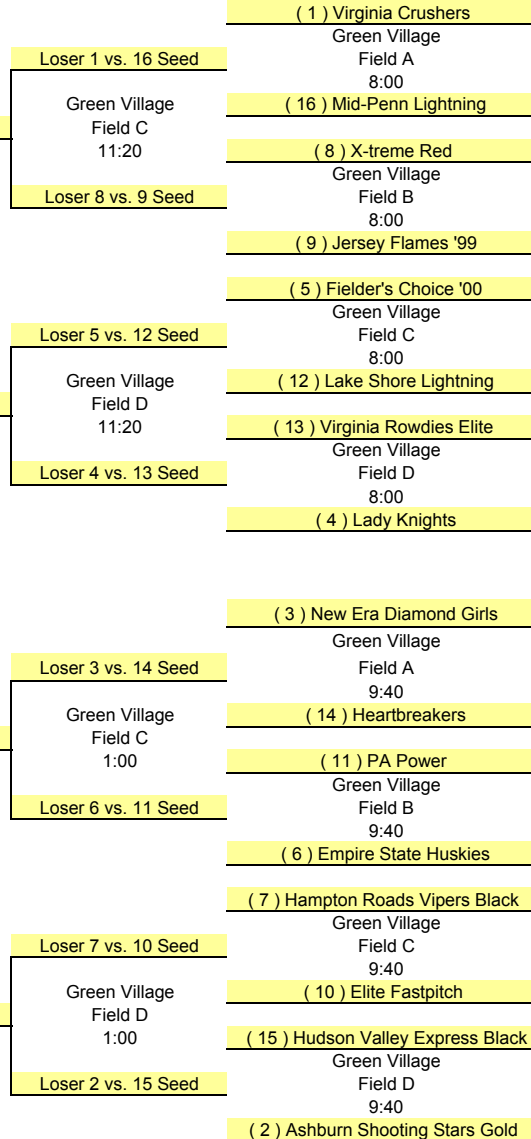 ( 1 ) Virginia Crushers
Green Village
Loser 1 vs. 16 Seed
Field A
8:00
Green Village
( 16 ) Mid-Penn Lightning
Field C
11:20
( 8 ) X-treme Red
Green Village
Loser 8 vs. 9 Seed
Field B
8:00
( 9 ) Jersey Flames '99
( 5 ) Fielder's Choice '00
Green Village
Loser 5 vs. 12 Seed
Field C
8:00
Green Village
( 12 ) Lake Shore Lightning
Field D
11:20
( 13 ) Virginia Rowdies Elite
Green Village
Loser 4 vs. 13 Seed
Field D
8:00
( 4 ) Lady Knights
( 3 ) New Era Diamond Girls
Green Village
Loser 3 vs. 14 Seed
Field A
9:40
Green Village
( 14 ) Heartbreakers
Field C
1:00
( 11 ) PA Power
Green Village
Loser 6 vs. 11 Seed
Field B
9:40
( 6 ) Empire State Huskies
( 7 ) Hampton Roads Vipers Black
Green Village
Loser 7 vs. 10 Seed
Field C
9:40
Green Village
( 10 ) Elite Fastpitch
Field D
1:00
( 15 ) Hudson Valley Express Black
Green Village
Loser 2 vs. 15 Seed
Field D
9:40
( 2 ) Ashburn Shooting Stars Gold